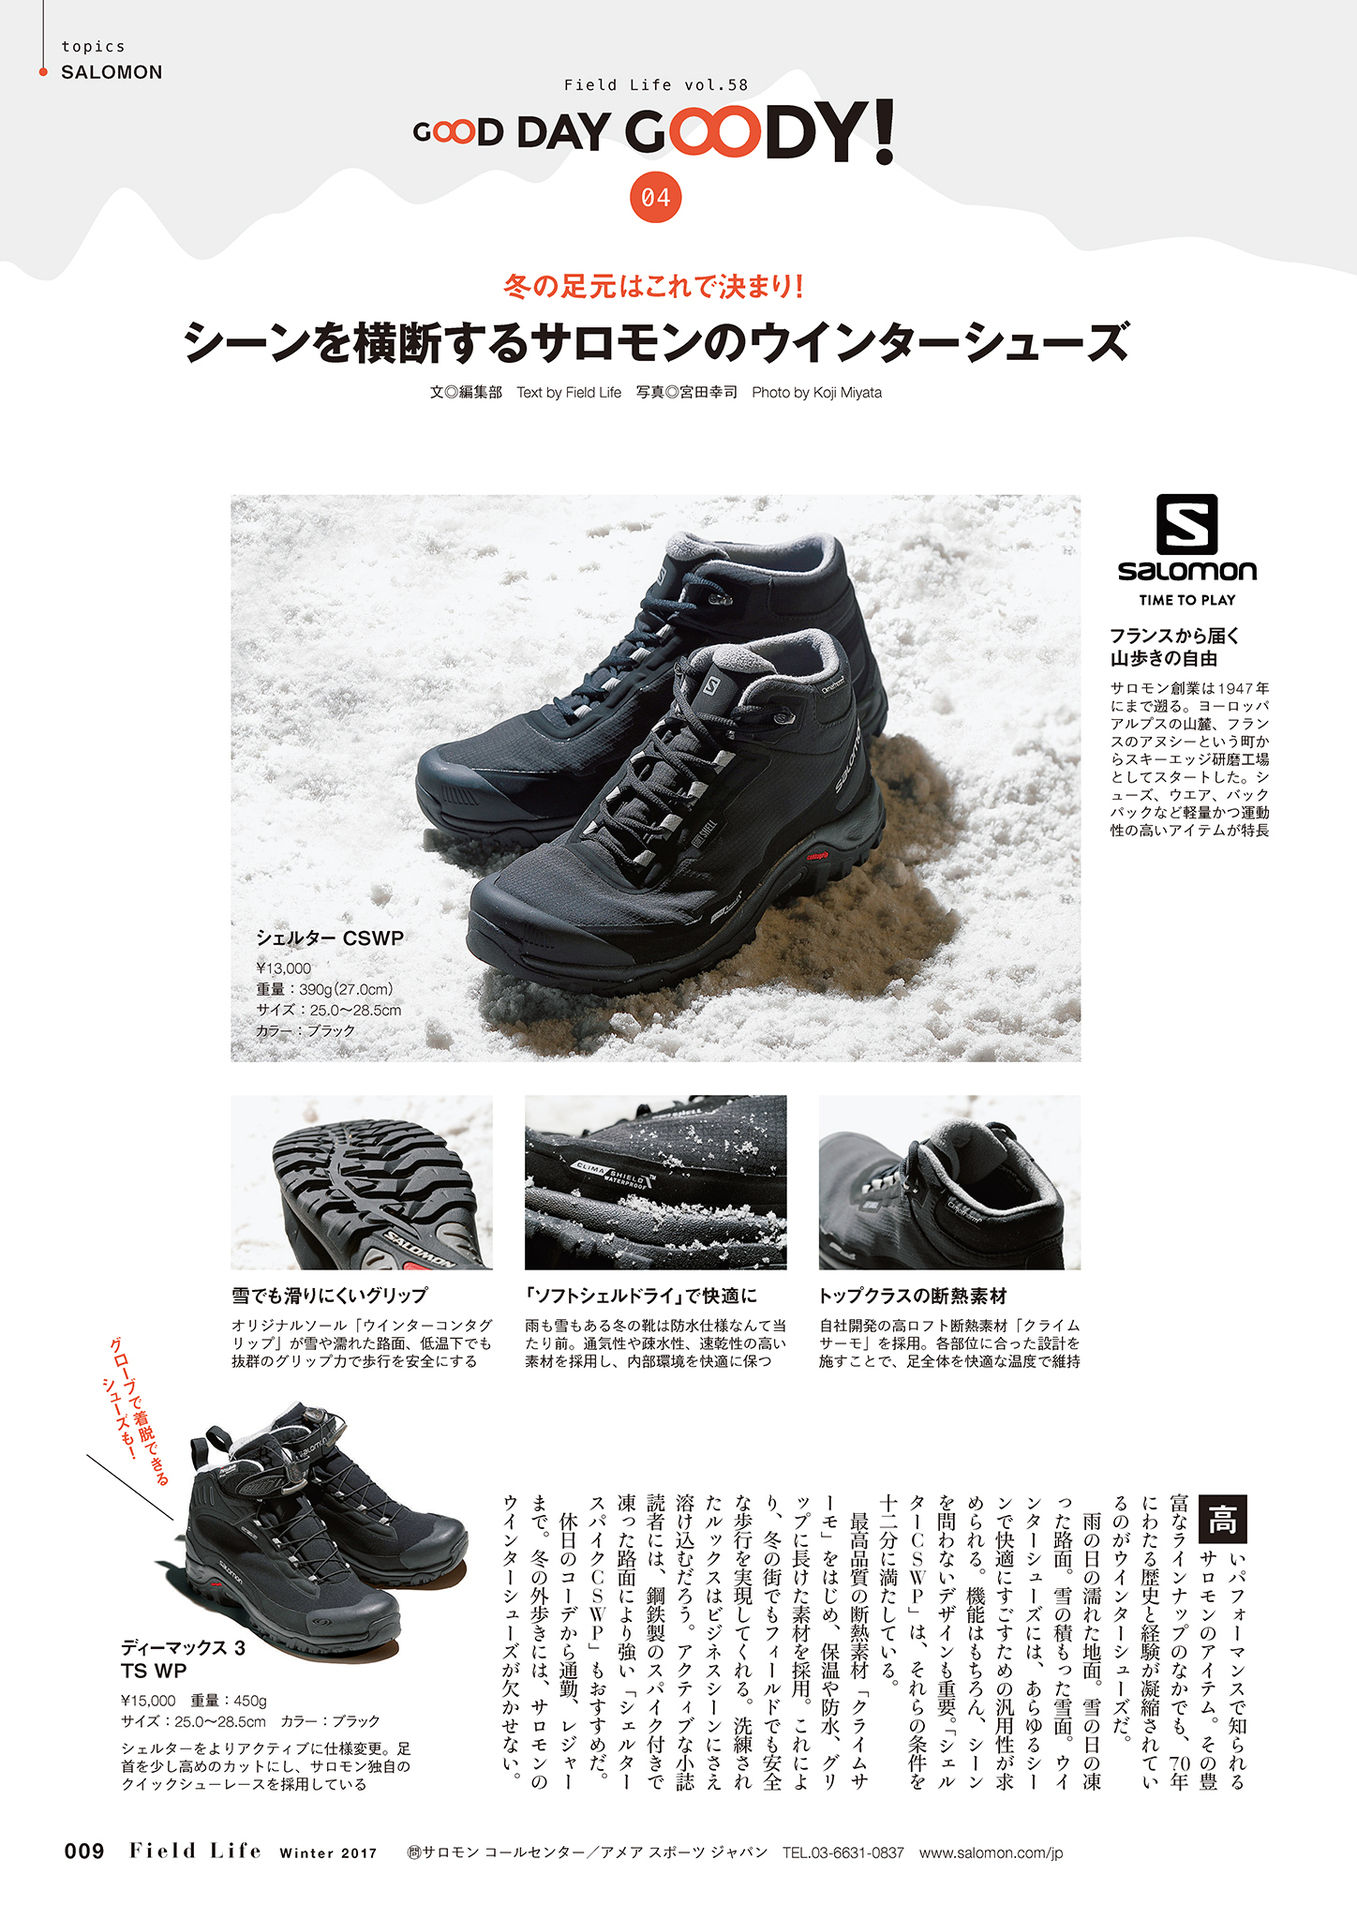 topics
SALOMON
Field Life vol.58
GOOD DAY GOODY!
04
冬の足元はこれで決まり!
シーンを横断するサロモンのウインターシューズ
文◎編集部　Text by Field Life　写真◎宮田幸司　Photo by Koji Miyata
S
SALOMON
TIME TO PLAY
フランスから届く
山歩きの自由
サロモン創業は1947年
にまで遡る。ヨーロッパ
アルプスの山麓、フラン
スのアヌシーという町か
らスキーエッジ研磨工場
としてスタートした。シ
ューズ、ウエア、バック
パックなど軽量かつ運動
性の高いアイテムが特長
シェルター CSWP
¥13,000
重量：390g(27.0cm)
サイズ：25.0〜28.5cm
カラー：ブラック
SALOMON
CLIMASHIELD
WATERPROOF
雪でも滑りにくいグリップ
オリジナルソール「ウインターコンタグ
リップ」が雪や濡れた路面、低温下でも
抜群のグリップ力で歩行を安全にする
「ソフトシェルドライ」で快適に
雨も雪もある冬の靴は防水仕様なんて当
たり前。通気性や疎水性、速乾性の高い
素材を採用し、内部環境を快適に保つ
トップクラスの断熱素材
自社開発の高ロフト断熱素材「クライム
サーモ」を採用。各部位に合った設計を
施すことで、足全体を快適な温度で維持
グローブで着脱できる
シューズも！
ディーマックス 3
TS WP
¥15,000　重量：450g
サイズ：25.0〜28.5cm　カラー：ブラック
シェルターをよりアクティブに仕様変更。足
首を少し高めのカットにし、サロモン独自の
クイックシューレースを採用している
高いパフォーマンスで知られる
サロモンのアイテム。その豊
富なラインナップのなかでも、70年
にわたる歴史と経験が凝縮されてい
るのがウインターシューズだ。
雨の日の濡れた地面。雪の日の凍
った路面。雪の積もった雪面。ウイ
ンターシューズには、あらゆるシー
ンで快適にすごすための汎用性が求
められる。機能はもちろん、シーン
を問わないデザインも重要。「シェル
ターCSWP」は、それらの条件を
十二分に満たしている。
最高品質の断熱素材「クライムサ
ーモ」をはじめ、保温や防水、グリ
ップに長けた素材を採用。これによ
り、冬の街でもフィールドでも安全
な歩行を実現してくれる。洗練され
たルックスはビジネスシーンにさえ
溶け込むだろう。アクティブな小誌
読者には、鋼鉄製のスパイク付きで
凍った路面により強い「シェルター
スパイクCSWP」もおすすめだ。
休日のコーデから通勤、レジャー
まで。冬の外歩きには、サロモンの
ウインターシューズが欠かせない。
009 Field Life Winter 2017 ㉄サロモン コールセンター／アメア スポーツ ジャパン　TEL.03-6631-0837　www.salomon.com/jp